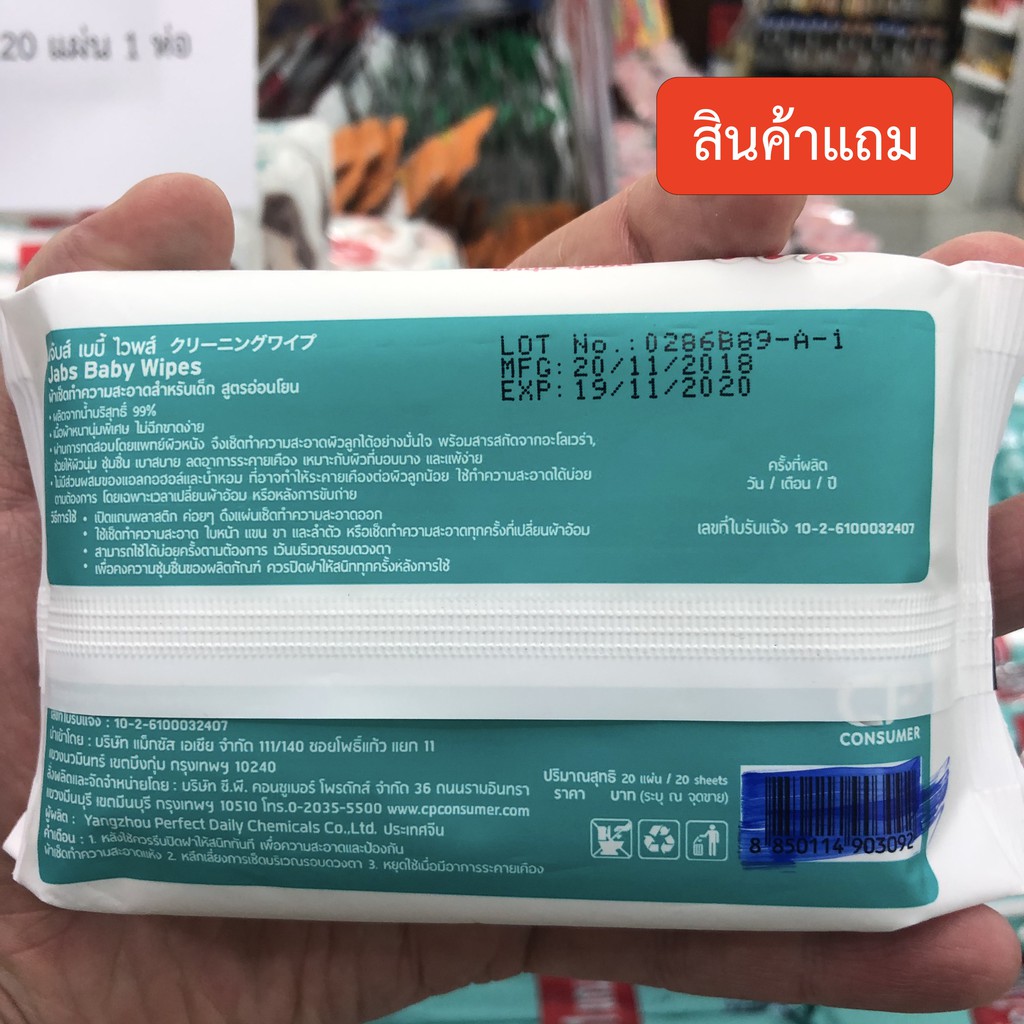 20 แผ่น 1 ห่อ
สินค้าแถม
แจ๊บส์ เบบี้ ไวพส์ クリーニングワイプ
Jabs Baby Wipes
ผ้าเช็ดทำความสะอาดสำหรับเด็ก สูตรอ่อนโยน
• ผลิตจากน้ำบริสุทธิ์ 99%
• เนื้อผ้าหนานุ่มพิเศษ ไม่ฉีกขาดง่าย
• ผ่านการทดสอบโดยแพทย์ผิวหนัง จึงเช็ดทำความสะอาดผิวลูกได้อย่างมั่นใจ พร้อมสารสกัดจากอะโลเวร่า,
ช่วยให้ผิวนุ่ม ชุ่มชื่น เบาสบาย ลดอาการระคายเคือง เหมาะกับผิวที่บอบบาง และแพ้ง่าย
• ไม่มีส่วนผสมของแอลกอฮอล์และน้ำหอม ที่อาจทำให้ระคายเคืองต่อผิวลูกน้อย ใช้ทำความสะอาดได้บ่อย
ตามต้องการ โดยเฉพาะเวลาเปลี่ยนผ้าอ้อม หรือหลังการขับถ่าย
วิธีการใช้ • เปิดแถบพลาสติก ค่อยๆ ดึงแผ่นเช็ดทำความสะอาดออก
• ใช้เช็ดทำความสะอาด ใบหน้า แขน ขา และลำตัว หรือเช็ดทำความสะอาดทุกครั้งที่เปลี่ยนผ้าอ้อม
• สามารถใช้ได้บ่อยครั้งตามต้องการ เว้นบริเวณรอบดวงตา
• เพื่อคงความชุ่มชื่นของผลิตภัณฑ์ ควรปิดฝาให้สนิททุกครั้งหลังการใช้
LOT No.: 0286B89-A-1
MFG: 20/11/2018
EXP: 19/11/2020
ครั้งที่ผลิต
วัน / เดือน / ปี
เลขที่ใบรับแจ้ง 10-2-6100032407
เลขที่ใบรับแจ้ง : 10-2-6100032407
นำเข้าโดย : บริษัท แม็กซัส เอเชีย จำกัด 111/140 ซอยโพธิ์แก้ว แยก 11
แขวงนวมินทร์ เขตบึงกุ่ม กรุงเทพฯ 10240
สั่งผลิตและจัดจำหน่ายโดย : บริษัท ซี.พี. คอนซูเมอร์ โพรดักส์ จำกัด 36 ถนนรามอินทรา
แขวงมีนบุรี เขตมีนบุรี กรุงเทพฯ 10510 โทร.0-2035-5500 www.cpconsumer.com
ผู้ผลิต : Yangzhou Perfect Daily Chemicals Co.,Ltd. ประเทศจีน
คำเตือน : 1. หลังใช้ควรรีบปิดฝาให้สนิททันที เพื่อความสะอาดและป้องกัน
ผ้าเช็ดทำความสะอาดแห้ง 2. หลีกเลี่ยงการเช็ดบริเวณรอบดวงตา 3. หยุดใช้เมื่อมีอาการระคายเคือง
ปริมาณสุทธิ 20 แผ่น / 20 sheets
ราคา บาท (ระบุ ณ จุดขาย)
CP
CONSUMER
8 850114 903092